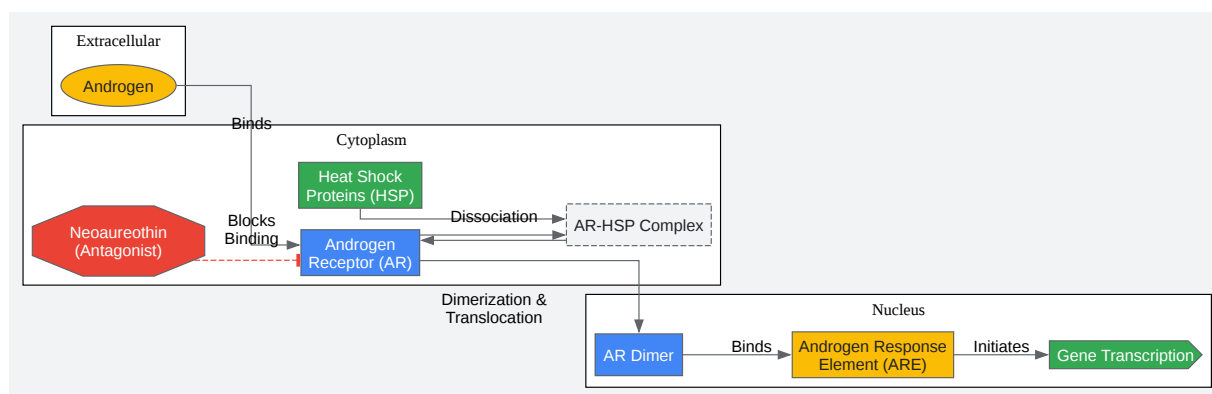 Extracellular
Androgen
Binds
Cytoplasm
Heat Shock
Proteins (HSP)
Neoaureothin
(Antagonist)
Blocks
Binding
Dissociation
AR-HSP Complex
Androgen
Receptor (AR)
Dimerization &
Translocation
Nucleus
AR Dimer
Binds
Androgen Response
Element (ARE)
Initiates
Gene Transcription